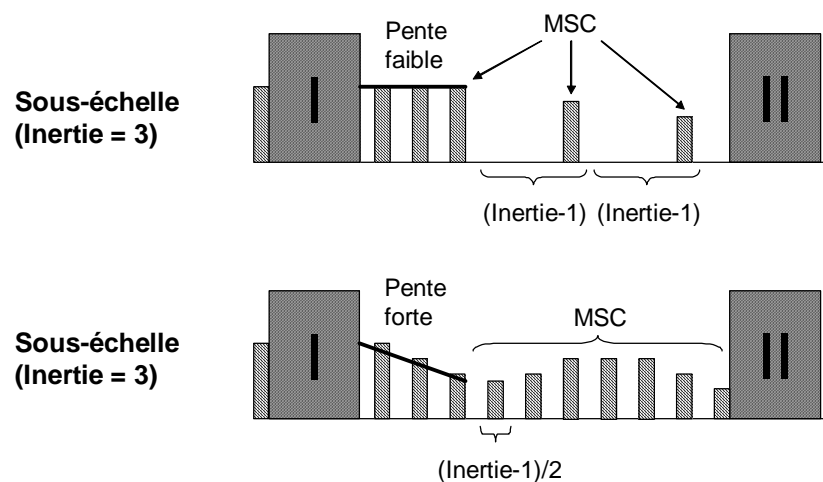 Pente
faible
MSC
Sous-échelle
(Inertie = 3)
I
II
(Inertie-1) (Inertie-1)
Pente
forte
MSC
Sous-échelle
(Inertie = 3)
I
II
(Inertie-1)/2